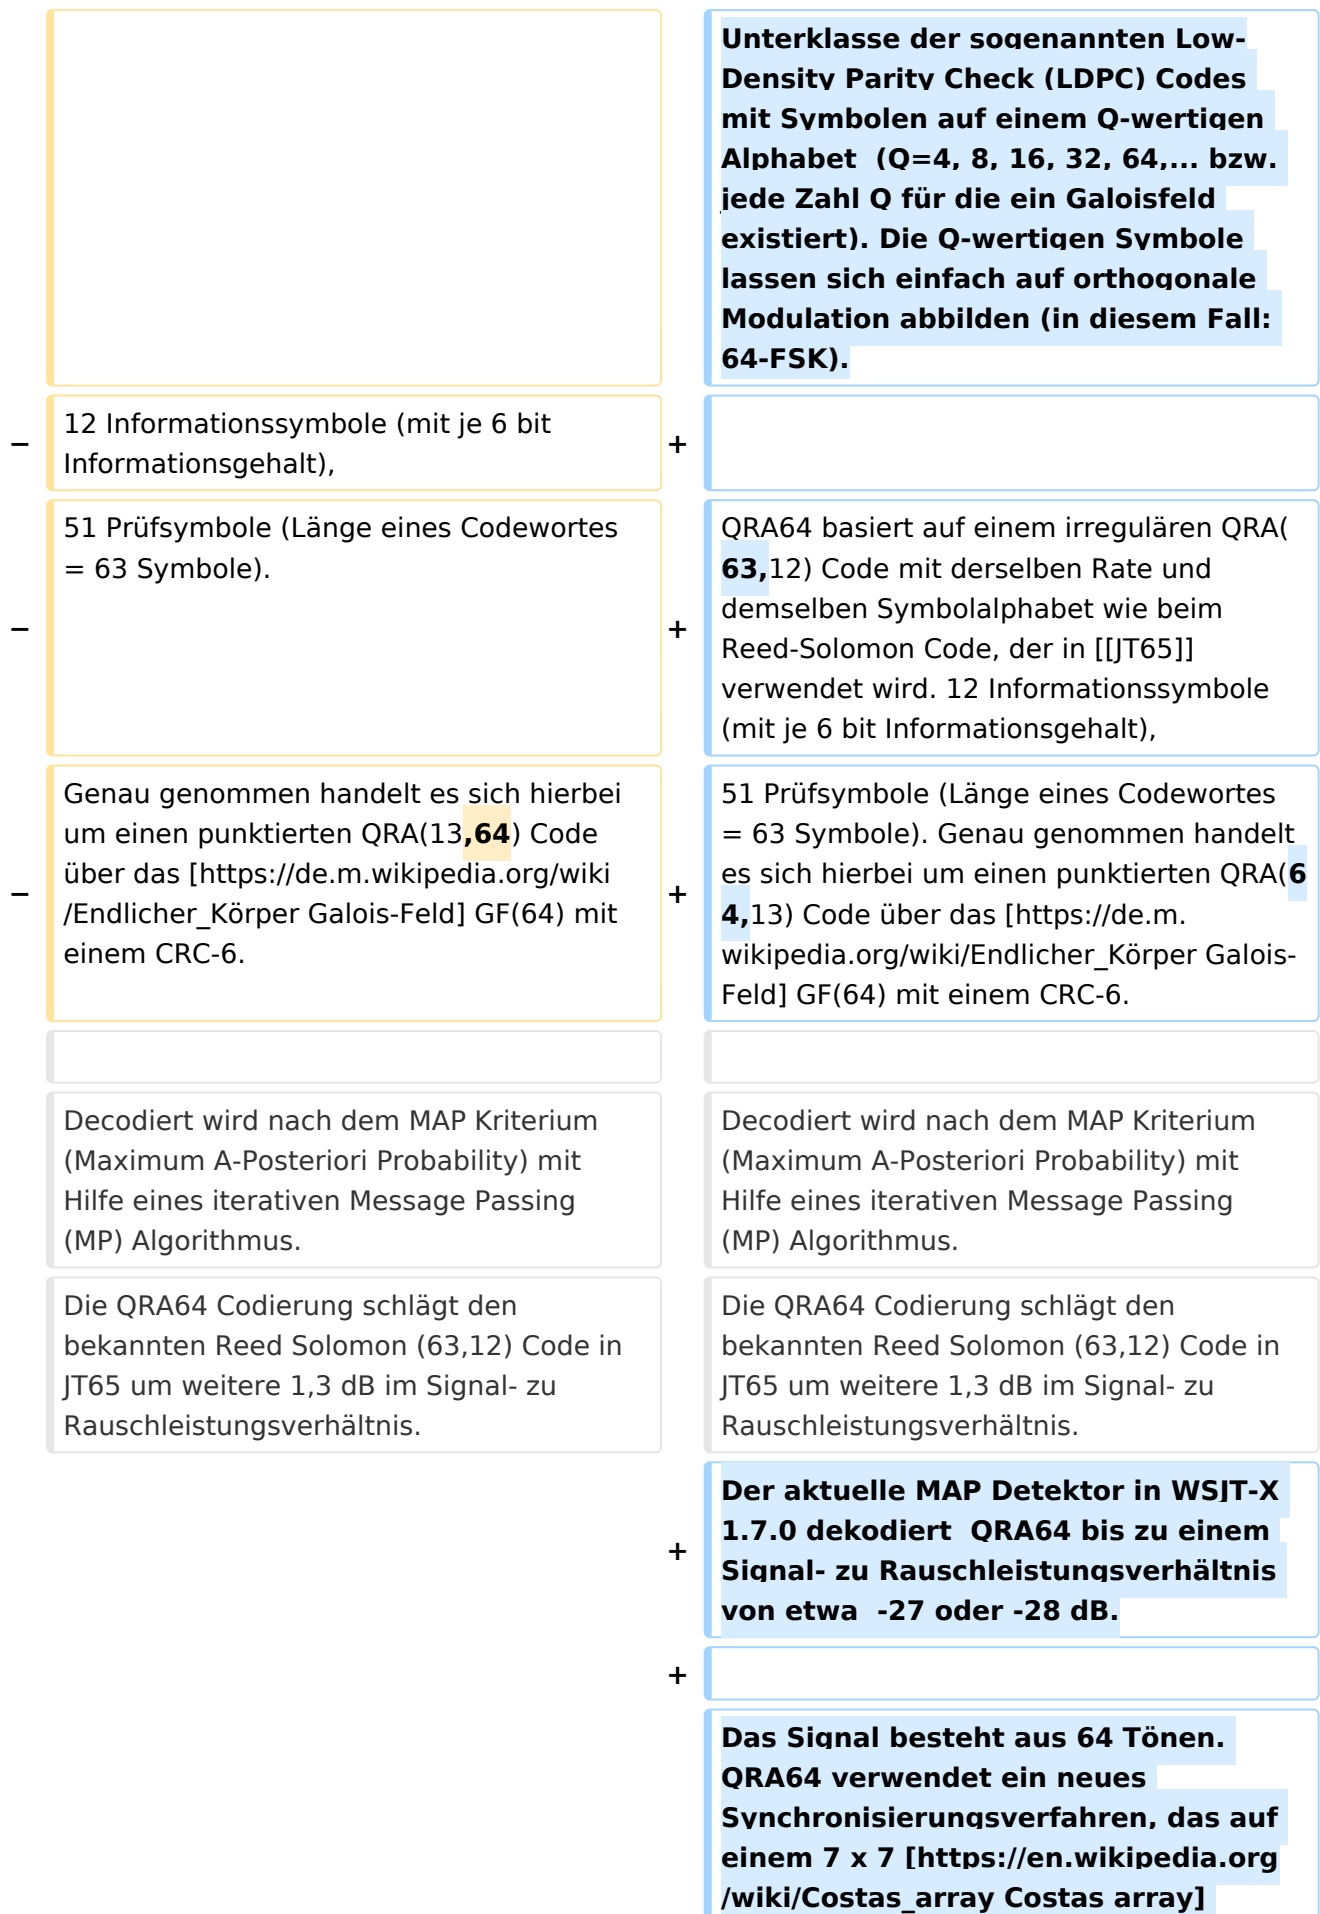 Unterklasse der sogenannten Low-
Density Parity Check (LDPC) Codes
mit Symbolen auf einem Q-wertigen
Alphabet  (Q=4, 8, 16, 32, 64,... bzw.
jede Zahl Q für die ein Galoisfeld
existiert). Die Q-wertigen Symbole
lassen sich einfach auf orthogonale
Modulation abbilden (in diesem Fall:
64-FSK).
−
12 Informationssymbole (mit je 6 bit
Informationsgehalt),
+
−
51 Prüfsymbole (Länge eines Codewortes
= 63 Symbole).
+
QRA64 basiert auf einem irregulären QRA(
63,12) Code mit derselben Rate und
demselben Symbolalphabet wie beim
Reed-Solomon Code, der in [[JT65]]
verwendet wird. 12 Informationssymbole
(mit je 6 bit Informationsgehalt),
−
Genau genommen handelt es sich hierbei
um einen punktierten QRA(13,64) Code
über das [https://de.m.wikipedia.org/wiki
/Endlicher_Körper Galois-Feld] GF(64) mit
einem CRC-6.
+
51 Prüfsymbole (Länge eines Codewortes
= 63 Symbole). Genau genommen handelt
es sich hierbei um einen punktierten QRA(6
4,13) Code über das [https://de.m.
wikipedia.org/wiki/Endlicher_Körper Galois-
Feld] GF(64) mit einem CRC-6.
Decodiert wird nach dem MAP Kriterium
(Maximum A-Posteriori Probability) mit
Hilfe eines iterativen Message Passing
(MP) Algorithmus.
Decodiert wird nach dem MAP Kriterium
(Maximum A-Posteriori Probability) mit
Hilfe eines iterativen Message Passing
(MP) Algorithmus.
Die QRA64 Codierung schlägt den
bekannten Reed Solomon (63,12) Code in
JT65 um weitere 1,3 dB im Signal- zu
Rauschleistungsverhältnis.
Die QRA64 Codierung schlägt den
bekannten Reed Solomon (63,12) Code in
JT65 um weitere 1,3 dB im Signal- zu
Rauschleistungsverhältnis.
+
Der aktuelle MAP Detektor in WSJT-X
1.7.0 dekodiert  QRA64 bis zu einem
Signal- zu Rauschleistungsverhältnis
von etwa  -27 oder -28 dB.
+
Das Signal besteht aus 64 Tönen.
QRA64 verwendet ein neues
Synchronisierungsverfahren, das auf
einem 7 x 7 [https://en.wikipedia.org
/wiki/Costas_array Costas array]